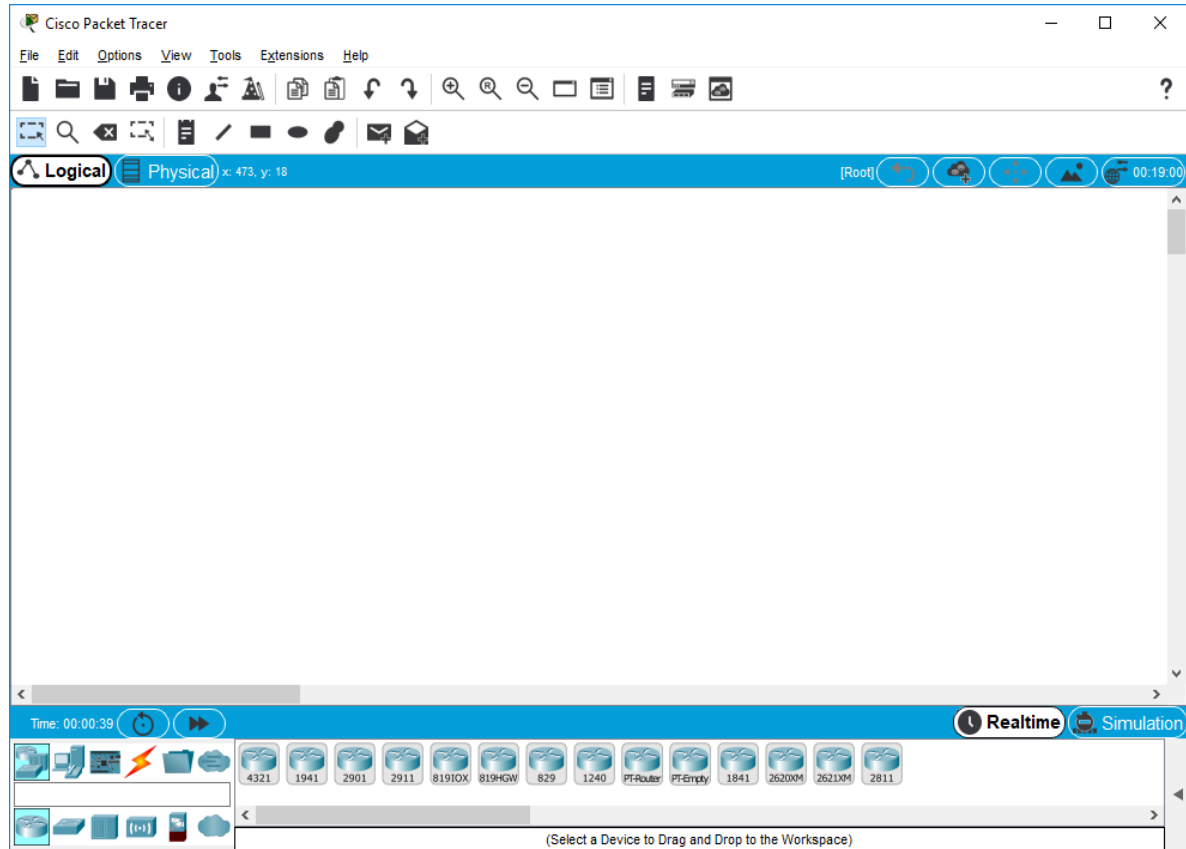 Cisco Packet Tracer
File Edit Options View Tools Extensions Help
?
Logical Physical x: 473, y: 18 [Root] 00:19:00
Time: 00:00:39 Realtime Simulation
4321 1941 2901 2911 819IOX 819HGW 829 1240 PT-Router PT-Empty 1841 2620XM 2621XM 2811
(Select a Device to Drag and Drop to the Workspace)